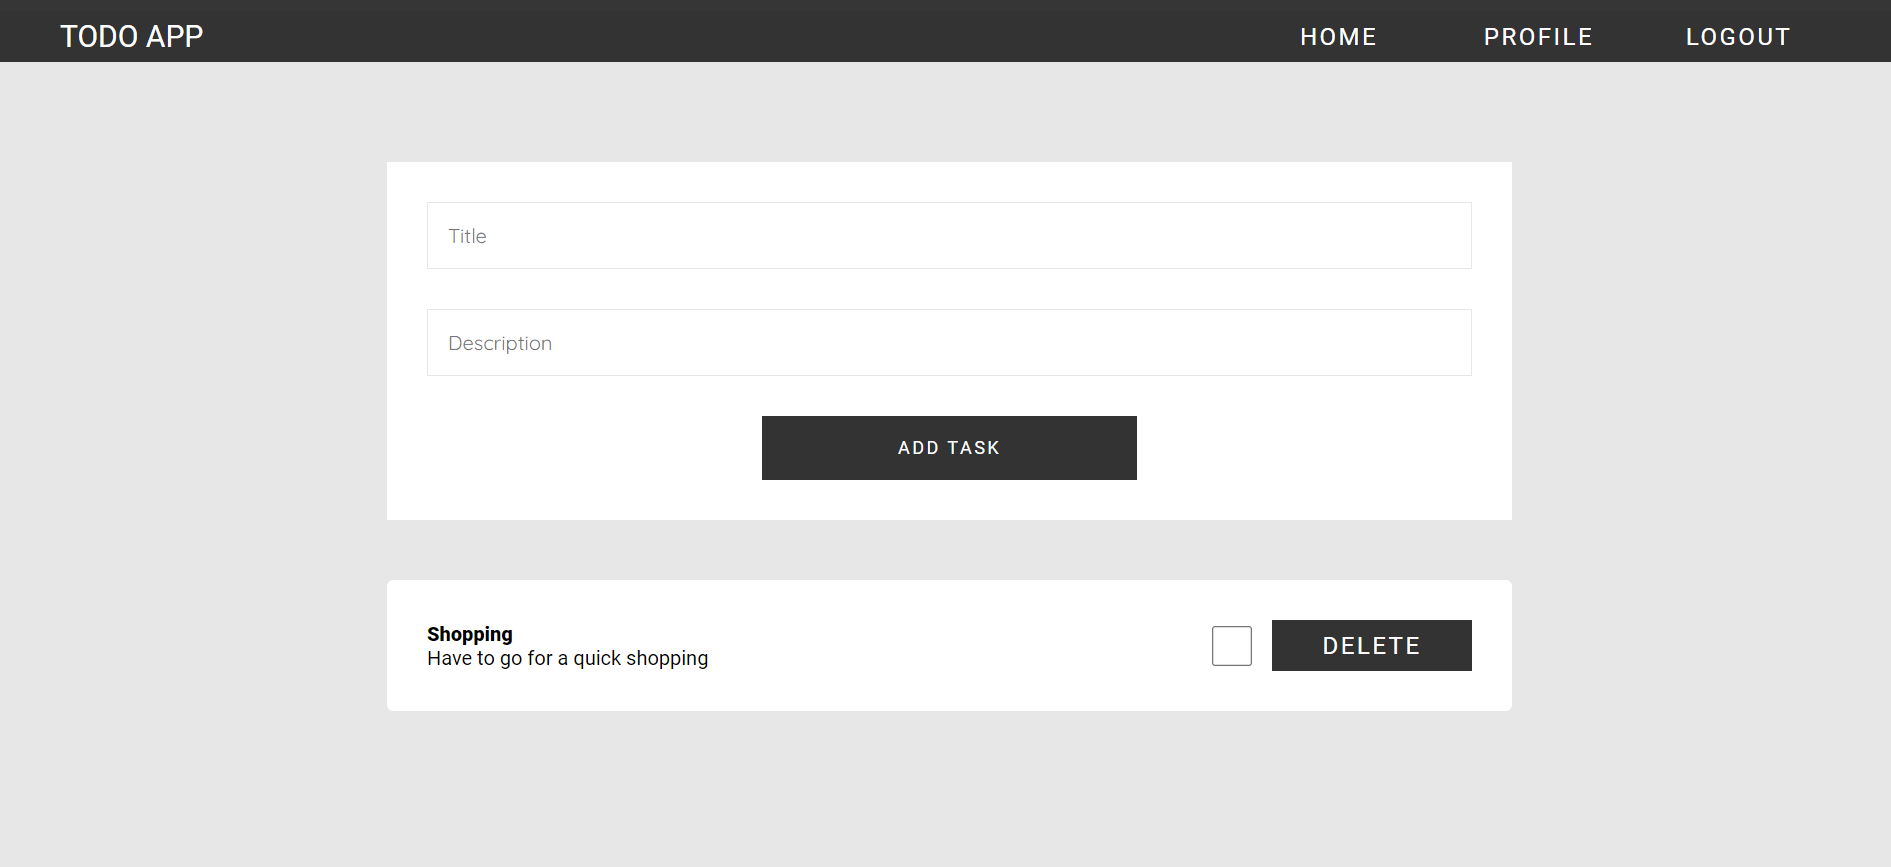 TODO APP HOME PROFILE LOGOUT
Title
Description
ADD TASK
Shopping
Have to go for a quick shopping
DELETE